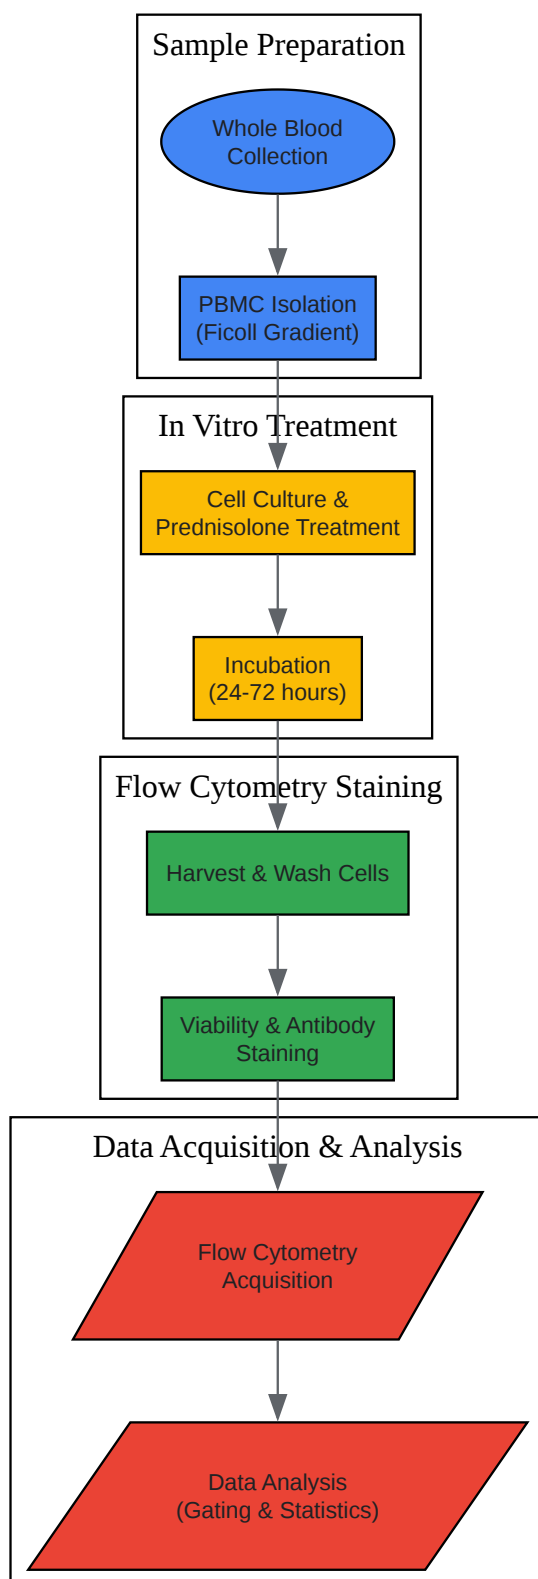 Sample Preparation
Whole Blood
Collection
PBMC Isolation
(Ficoll Gradient)
In Vitro Treatment
Cell Culture &
Prednisolone Treatment
Incubation
(24-72 hours)
Flow Cytometry Staining
Harvest & Wash Cells
Viability & Antibody
Staining
Data Acquisition & Analysis
Flow Cytometry
Acquisition
Data Analysis
(Gating & Statistics)